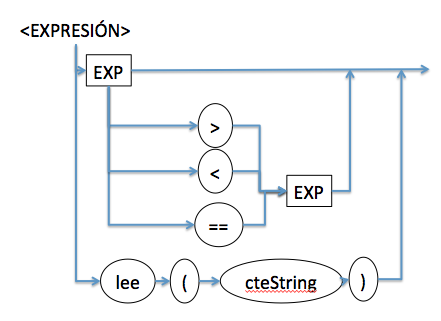 <EXPRESIÓN>
EXP
>
<
EXP
==
lee ( cteString )